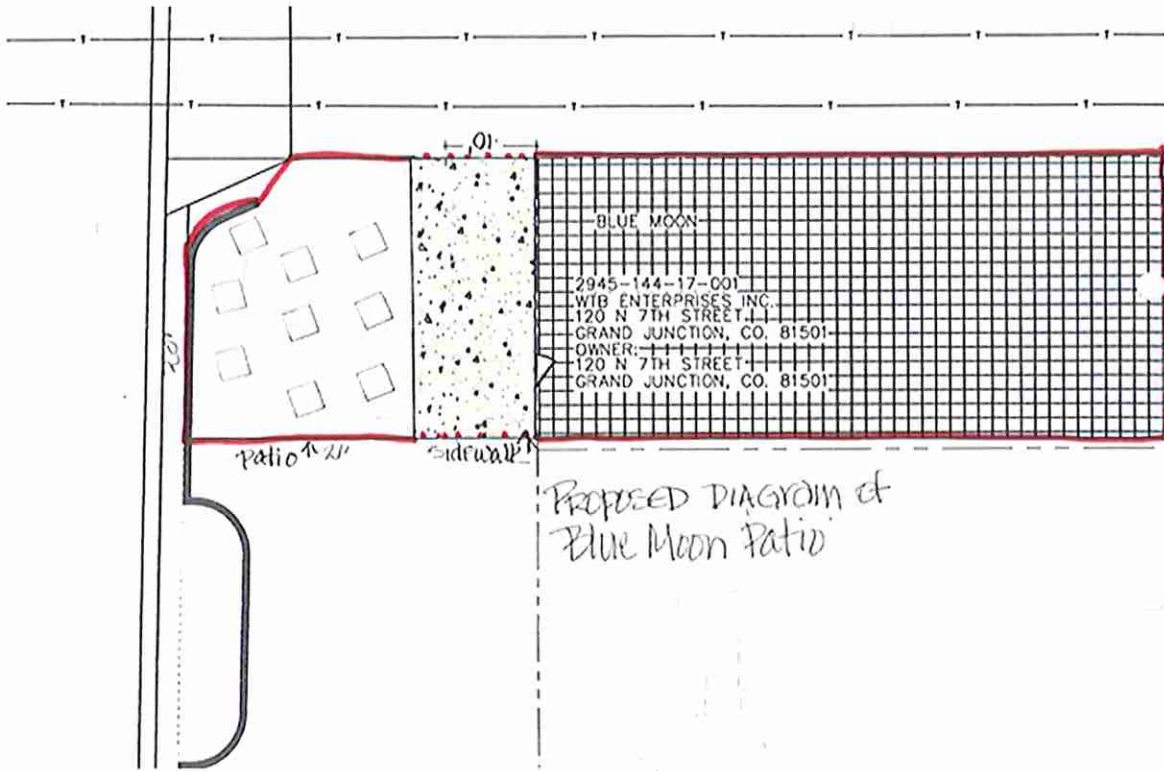 10'
BLUE MOON
2945-144-17-001
WTB ENTERPRISES INC.
120 N 7TH STREET
GRAND JUNCTION, CO. 81501
OWNER:
120 N 7TH STREET
GRAND JUNCTION, CO. 81501
20'
Patio
Sidewalk
PROPOSED DIAGram of
Blue Moon Patio